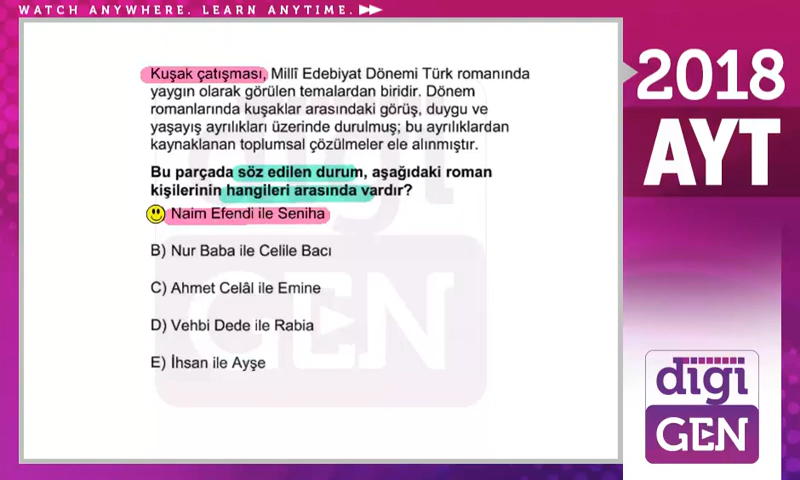 WATCH ANYWHERE. LEARN ANYTIME.
Kuşak çatışması, Millî Edebiyat Dönemi Türk romanında
yaygın olarak görülen temalardan biridir. Dönem
romanlarında kuşaklar arasındaki görüş, duygu ve
yaşayış ayrılıkları üzerinde durulmuş; bu ayrılıklardan
kaynaklanan toplumsal çözülmeler ele alınmıştır.
Bu parçada söz edilen durum, aşağıdaki roman
kişilerinin hangileri arasında vardır?
Naim Efendi ile Seniha
B) Nur Baba ile Celile Bacı
C) Ahmet Celâl ile Emine
D) Vehbi Dede ile Rabia
E) İhsan ile Ayşe
digi
GEN
2018
AYT
digi
GEN